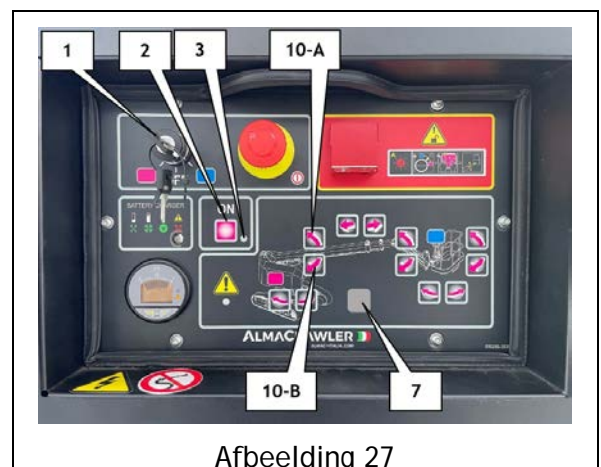 1 2 3 10-A
ON
BATTERY CHARGER
ALMACRAWLER
10-B 7
Afbeelding 27